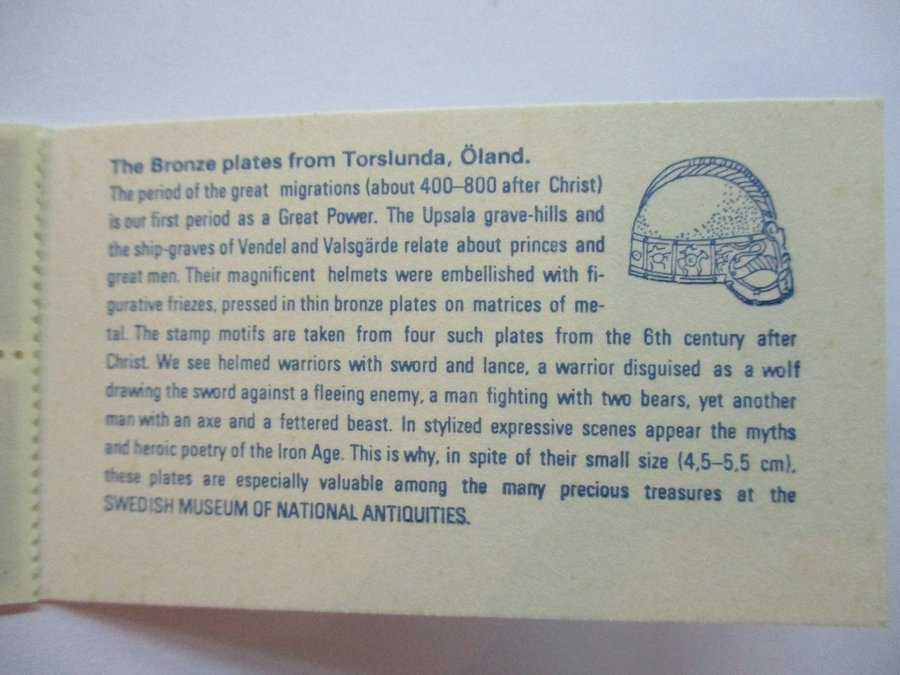 The Bronze plates from Torslunda, Öland.
The period of the great migrations (about 400–800 after Christ)
is our first period as a Great Power. The Upsala grave-hills and
the ship-graves of Vendel and Valsgärde relate about princes and
great men. Their magnificent helmets were embellished with fi-
gurative friezes, pressed in thin bronze plates on matrices of me-
tal. The stamp motifs are taken from four such plates from the 6th century after
Christ. We see helmed warriors with sword and lance, a warrior disguised as a wolf
drawing the sword against a fleeing enemy, a man fighting with two bears, yet another
man with an axe and a fettered beast. In stylized expressive scenes appear the myths
and heroic poetry of the Iron Age. This is why, in spite of their small size (4,5–5,5 cm),
these plates are especially valuable among the many precious treasures at the
SWEDISH MUSEUM OF NATIONAL ANTIQUITIES.